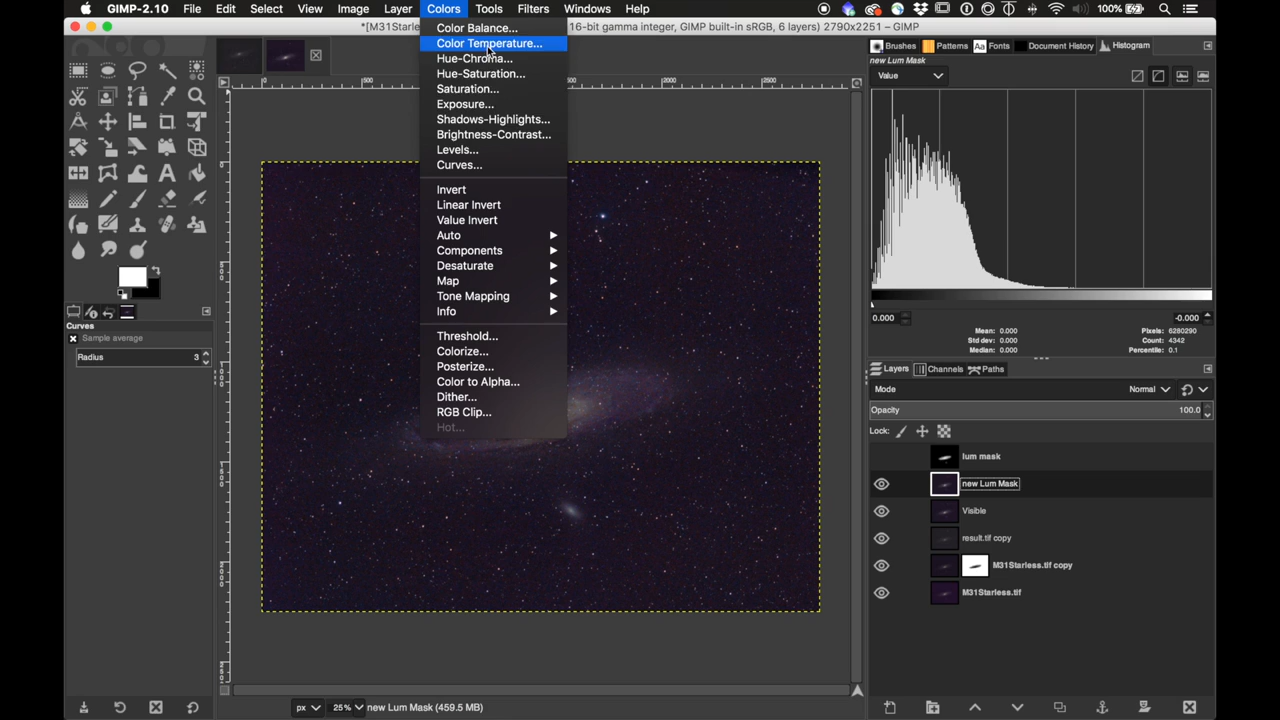 GIMP-2.10 File Edit Select View Image Layer Colors Tools Filters Windows Help 100%
*[M31Starle 16-bit gamma integer, GIMP built-in sRGB, 6 layers) 2790x2251 – GIMP
Color Balance...
Color Temperature...
Hue-Chroma...
Hue-Saturation...
Saturation...
Exposure...
Shadows-Highlights...
Brightness-Contrast...
Levels...
Curves...
Invert
Linear Invert
Value Invert
Auto
Components
Desaturate
Map
Tone Mapping
Info
Threshold...
Colorize...
Posterize...
Color to Alpha...
Dither...
RGB Clip...
Hot...
Curves
Sample average
Radius 3
px 25% new Lum Mask (459.5 MB)
Brushes Patterns Aa Fonts Document History Histogram
new Lum Mask
Value
0.000 -0.000
Mean: 0.000 Pixels: 6280290
Std dev: 0.000 Count: 4342
Median: 0.000 Percentile: 0.1
Layers Channels Paths
Mode Normal
Opacity 100.0
Lock:
lum mask
new Lum Mask
Visible
result.tif copy
M31Starless.tif copy
M31Starless.tif